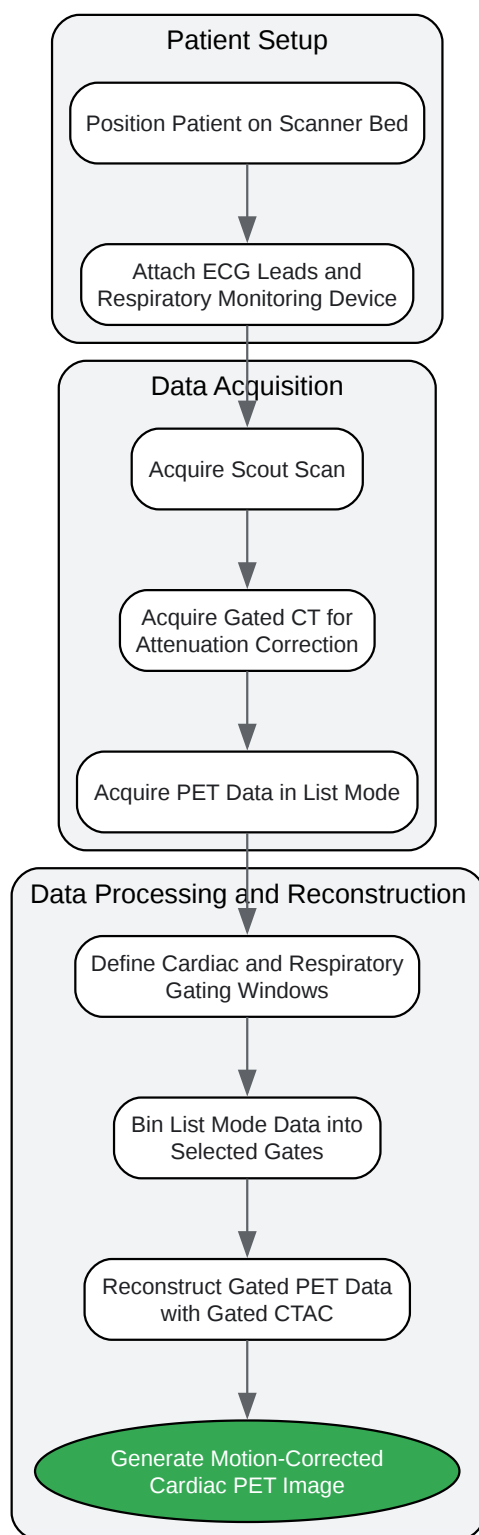 Patient Setup
Position Patient on Scanner Bed
Attach ECG Leads and
Respiratory Monitoring Device
Data Acquisition
Acquire Scout Scan
Acquire Gated CT for
Attenuation Correction
Acquire PET Data in List Mode
Data Processing and Reconstruction
Define Cardiac and Respiratory
Gating Windows
Bin List Mode Data into
Selected Gates
Reconstruct Gated PET Data
with Gated CTAC
Generate Motion-Corrected
Cardiac PET Image